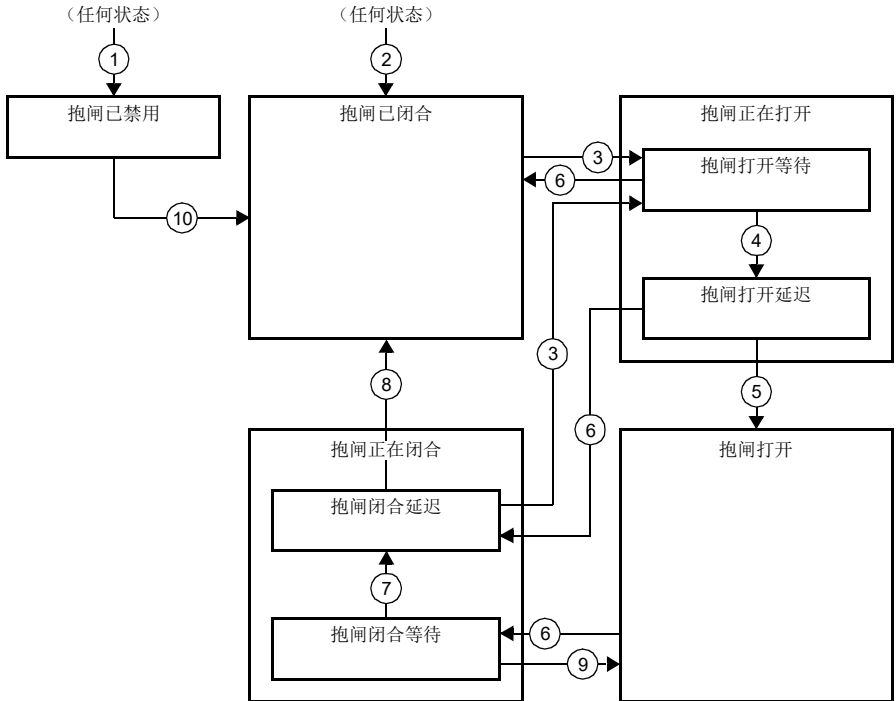 （任何状态）
（任何状态）
1
2
抱闸已禁用
抱闸已闭合
抱闸正在打开
3
抱闸打开等待
6
10
4
抱闸打开延迟
3
8
5
6
抱闸正在闭合
抱闸打开
抱闸闭合延迟
7
抱闸闭合等待
6
9